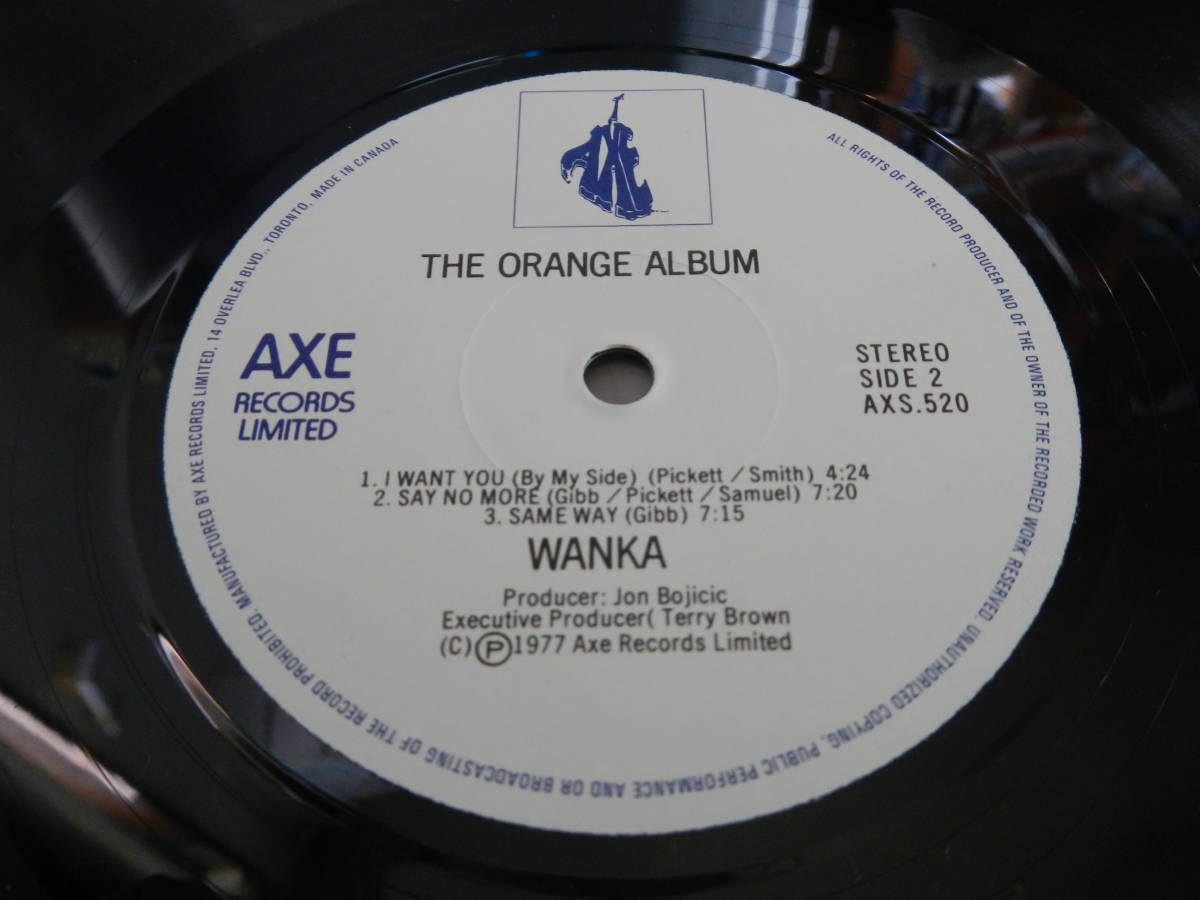 AXE
THE ORANGE ALBUM
AXE
RECORDS
LIMITED
STEREO
SIDE 2
AXS.520
1. I WANT YOU (By My Side) (Pickett / Smith) 4:24
2. SAY NO MORE (Gibb / Pickett / Samuel) 7:20
3. SAME WAY (Gibb) 7:15
WANKA
Producer: Jon Bojicic
Executive Producer( Terry Brown
(C) Ⓟ 1977 Axe Records Limited
MANUFACTURED BY AXE RECORDS LIMITED, 14 OVERLEA BLVD., TORONTO, MADE IN CANADA
ALL RIGHTS OF THE RECORD PRODUCER AND OF THE OWNER OF THE RECORDED WORK RESERVED. UNAUTHORIZED COPYING, PUBLIC PERFORMANCE AND OR BROADCASTING OF THE RECORD PROHIBITED.